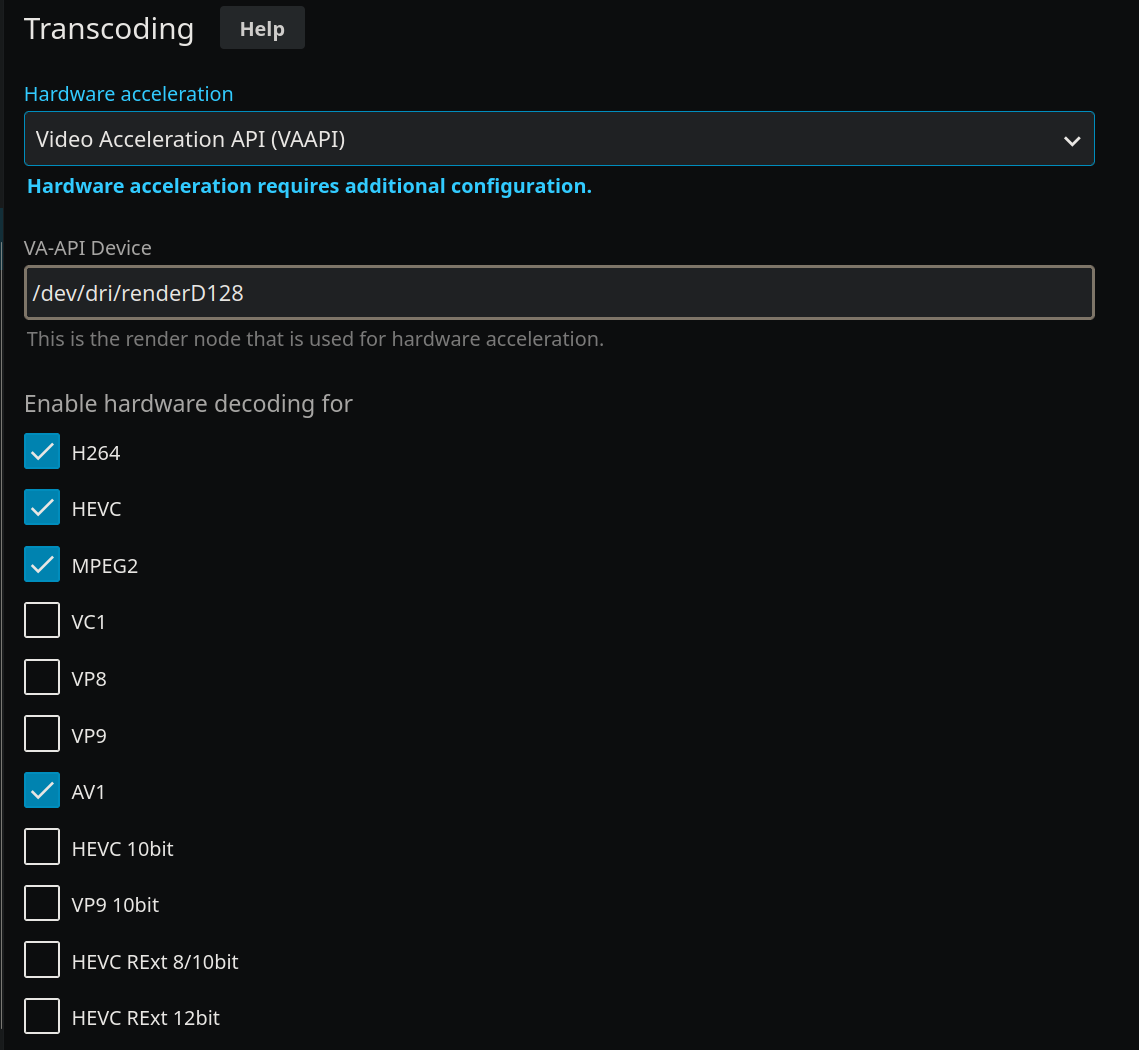 Transcoding Help
Hardware acceleration
Video Acceleration API (VAAPI)
Hardware acceleration requires additional configuration.
VA-API Device
/dev/dri/renderD128
This is the render node that is used for hardware acceleration.
Enable hardware decoding for
H264
HEVC
MPEG2
VC1
VP8
VP9
AV1
HEVC 10bit
VP9 10bit
HEVC RExt 8/10bit
HEVC RExt 12bit